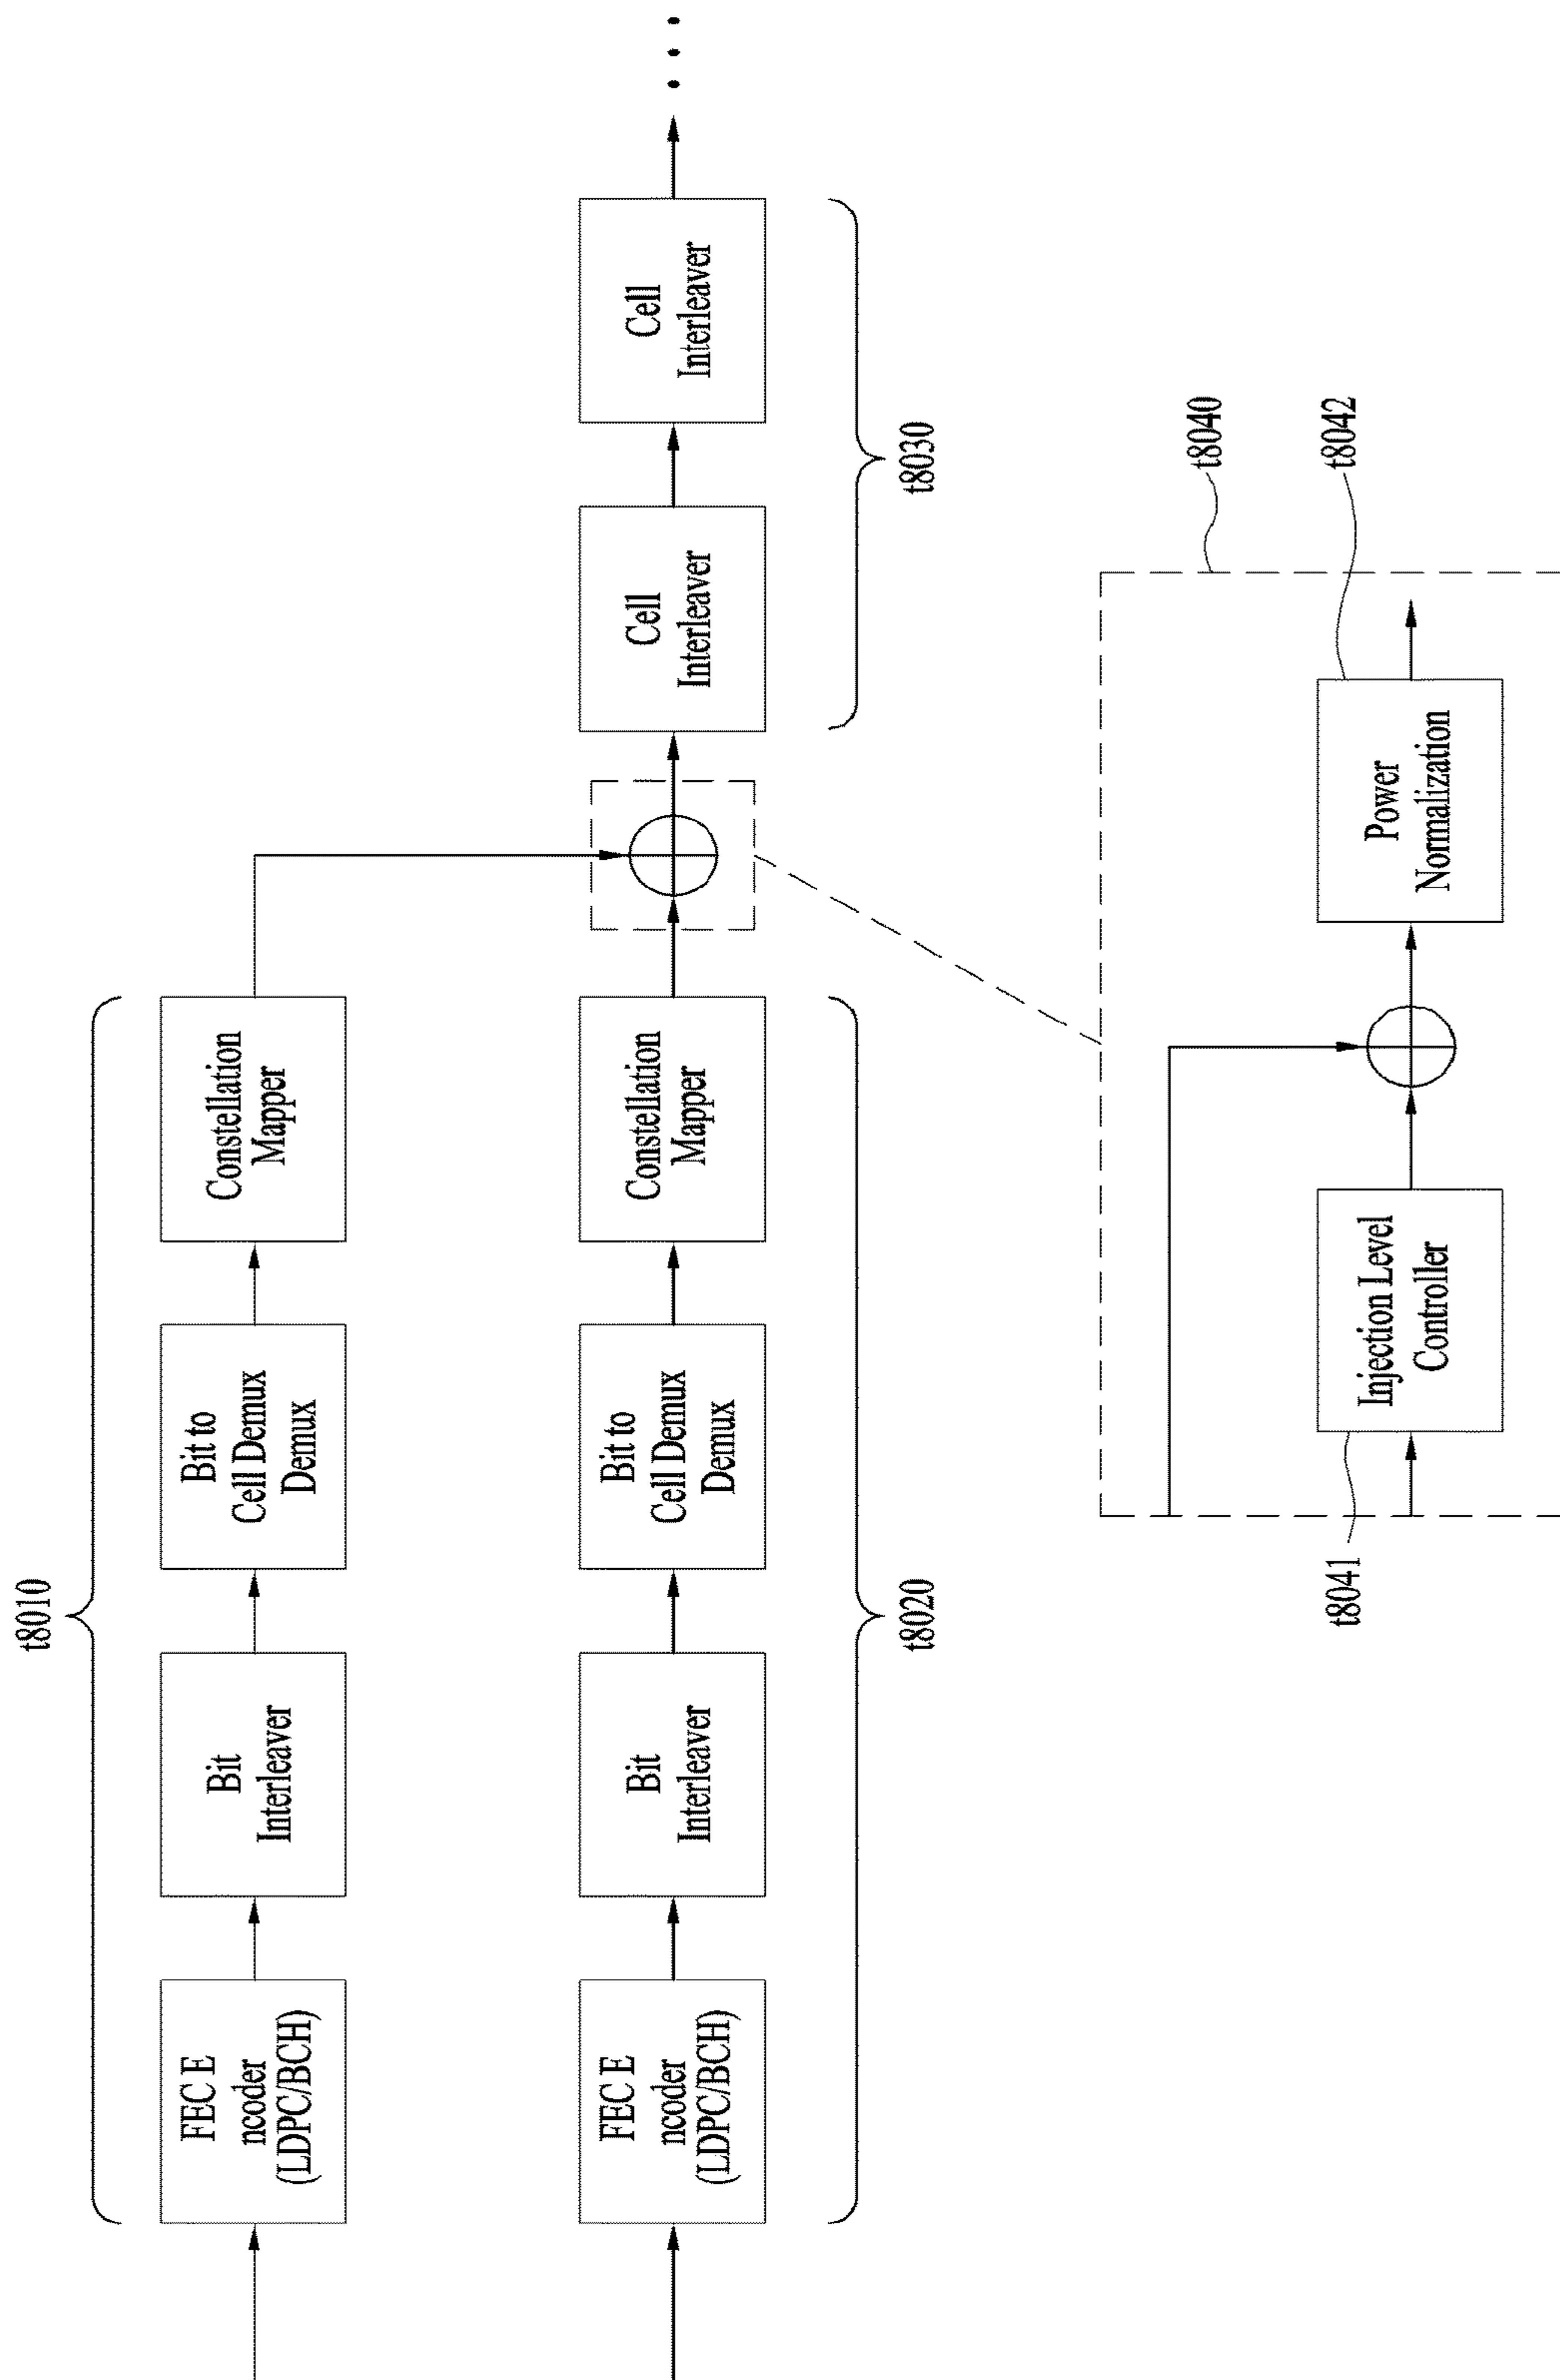 t8010
FEC E
ncoder
(LDPC/BCH)
Bit
Interleaver
Bit to
Cell Demux
Demux
Constellation
Mapper
FEC E
ncoder
(LDPC/BCH)
Bit
Interleaver
Bit to
Cell Demux
Demux
Constellation
Mapper
Cell
Interleaver
Cell
Interleaver
t8020
t8030
t8040
t8041
Injection Level
Controller
Power
Normalization
t8042